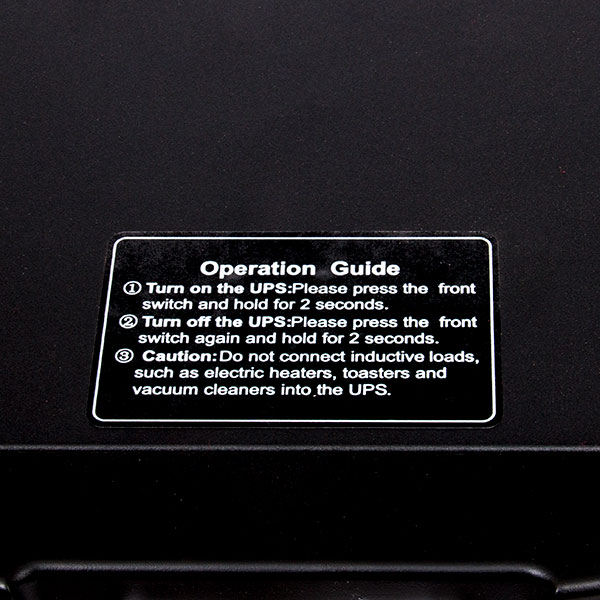 Operation Guide
① Turn on the UPS:Please press the front
switch and hold for 2 seconds.
② Turn off the UPS:Please press the front
switch again and hold for 2 seconds.
③ Caution:Do not connect inductive loads,
such as electric heaters, toasters and
vacuum cleaners into the UPS.